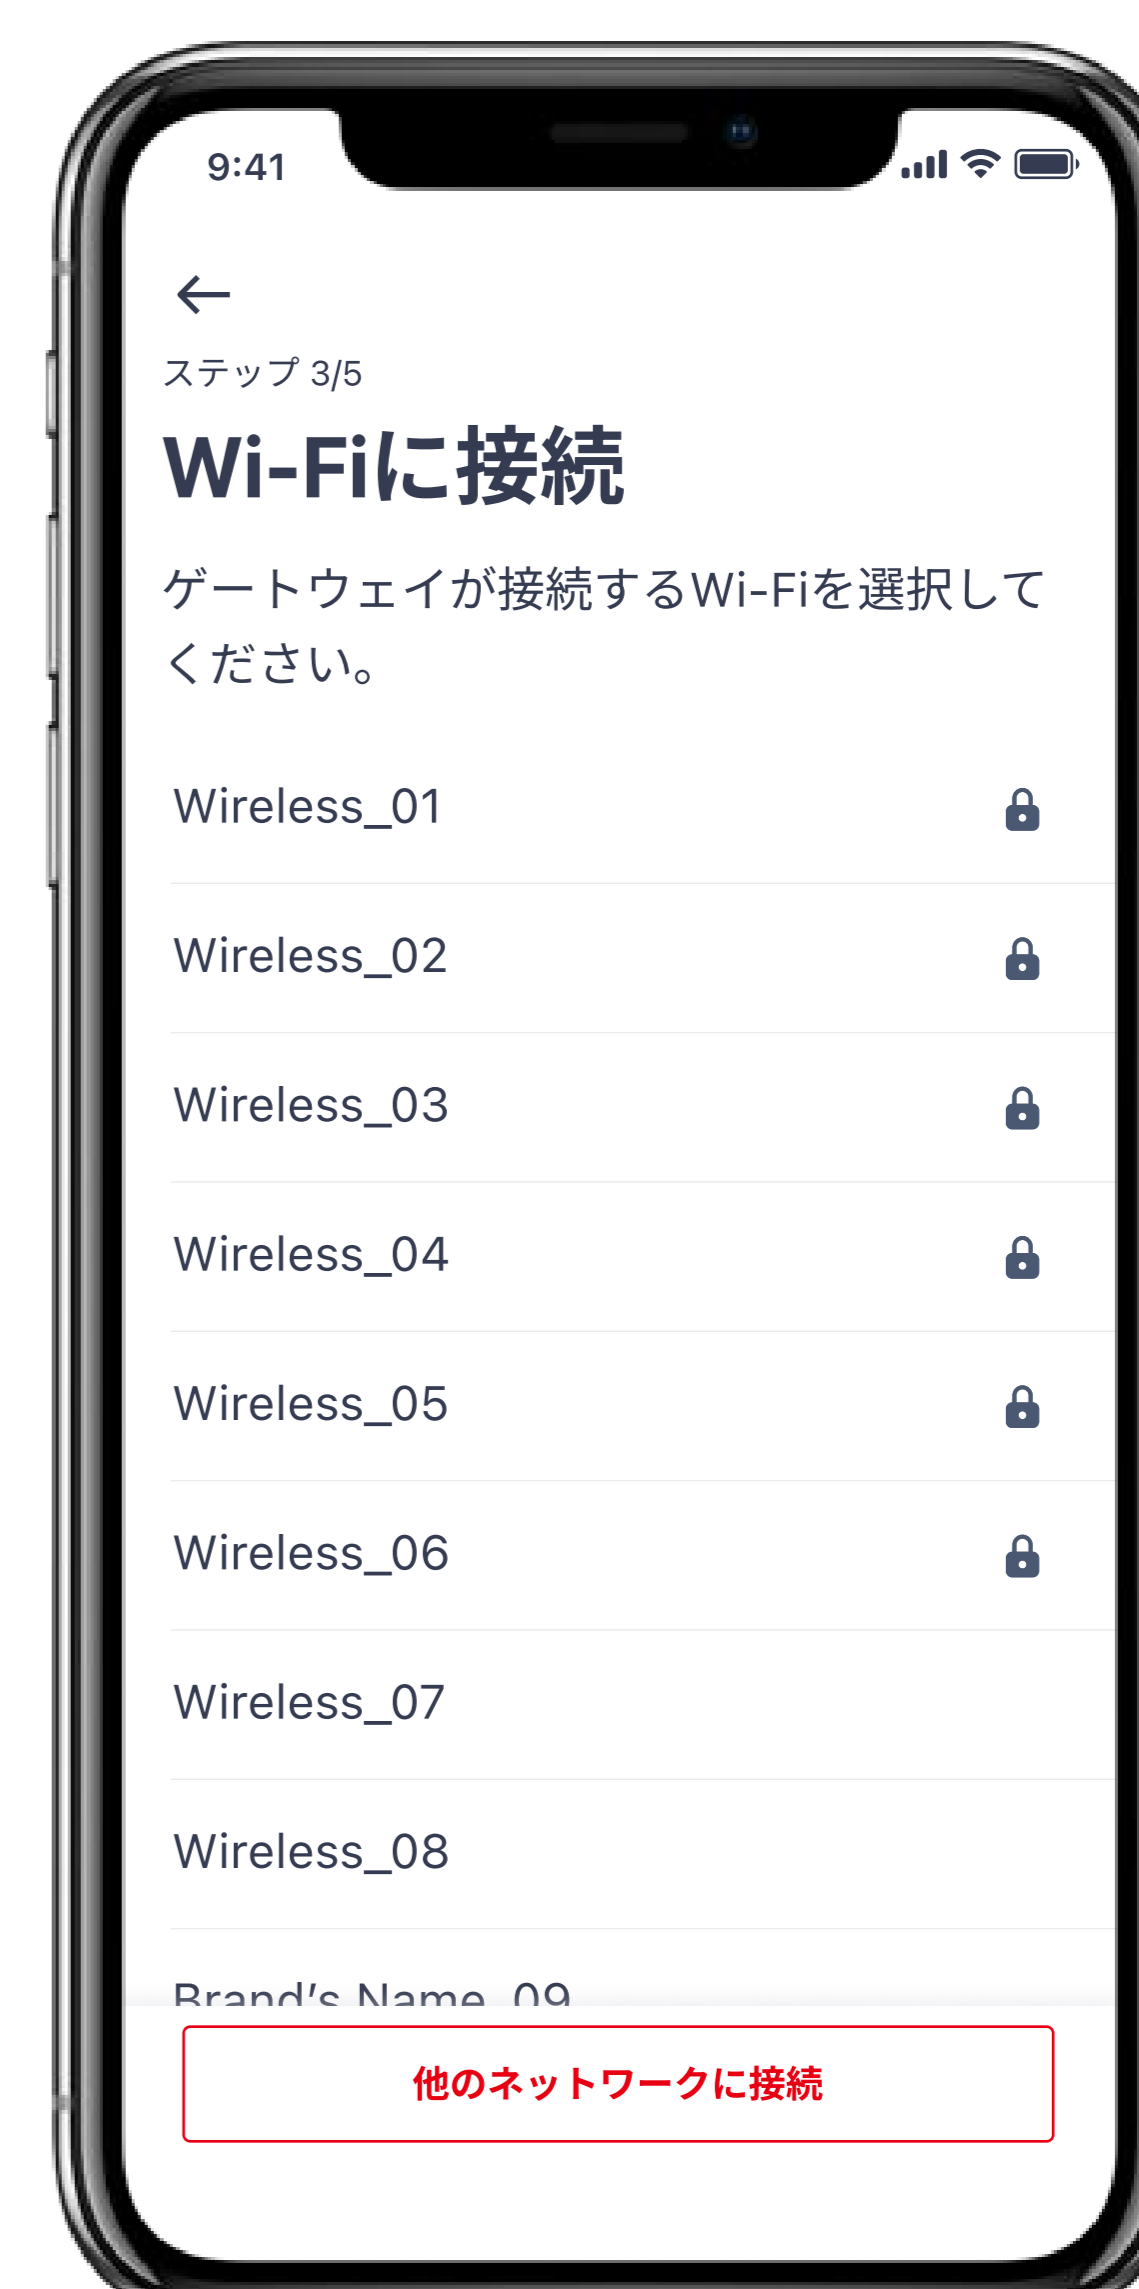 9:41
ステップ 3/5
Wi-Fiに接続
ゲートウェイが接続するWi-Fiを選択して
ください。
Wireless_01
Wireless_02
Wireless_03
Wireless_04
Wireless_05
Wireless_06
Wireless_07
Wireless_08
Brand’s Name_09
他のネットワークに接続